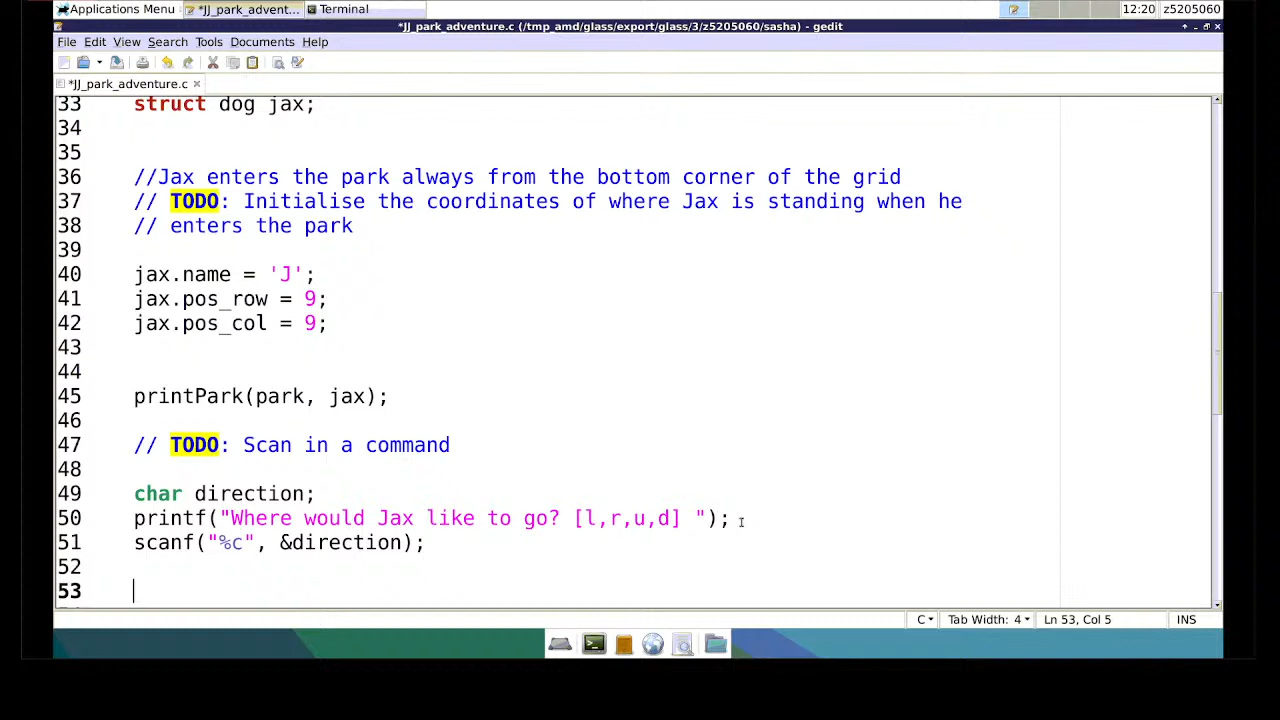 Applications Menu *JJ_park_advent... Terminal 12:20 z5205060
*JJ_park_adventure.c (/tmp_amd/glass/export/glass/3/z5205060/sasha) - gedit
File Edit View Search Tools Documents Help
*JJ_park_adventure.c
33 struct dog jax;
34
35
36 //Jax enters the park always from the bottom corner of the grid
37 // TODO: Initialise the coordinates of where Jax is standing when he
38 // enters the park
39
40 jax.name = 'J';
41 jax.pos_row = 9;
42 jax.pos_col = 9;
43
44
45 printPark(park, jax);
46
47 // TODO: Scan in a command
48
49 char direction;
50 printf("Where would Jax like to go? [l,r,u,d] ");
51 scanf("%c", &direction);
52
53
C Tab Width: 4 Ln 53, Col 5 INS